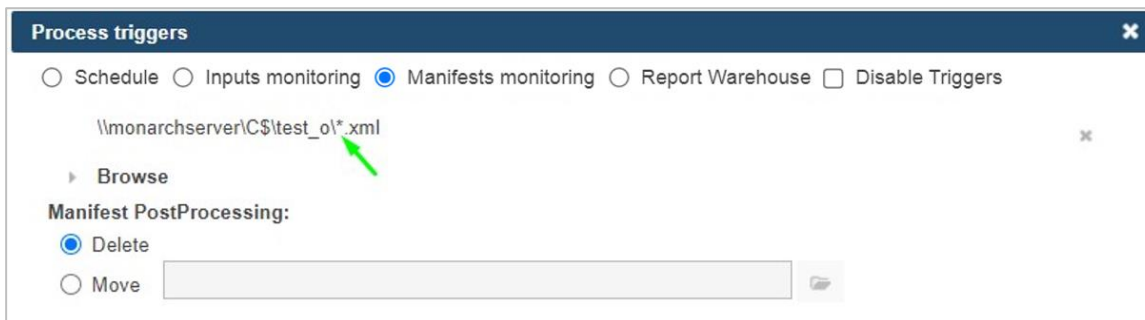 Process triggers
Schedule Inputs monitoring Manifests monitoring Report Warehouse Disable Triggers
\\monarchserver\C$\test_o\*.xml
Browse
Manifest PostProcessing:
Delete
Move